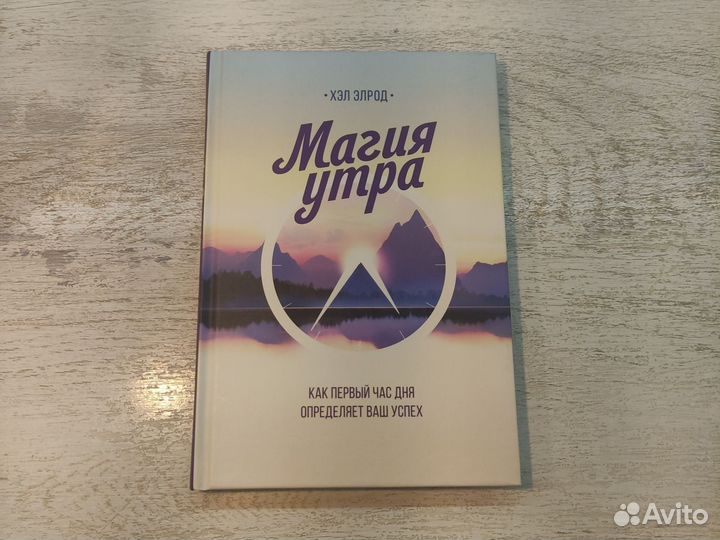 • ХЭЛ ЭЛРОД •
Магия
утра
КАК ПЕРВЫЙ ЧАС ДНЯ
ОПРЕДЕЛЯЕТ ВАШ УСПЕХ
Avito